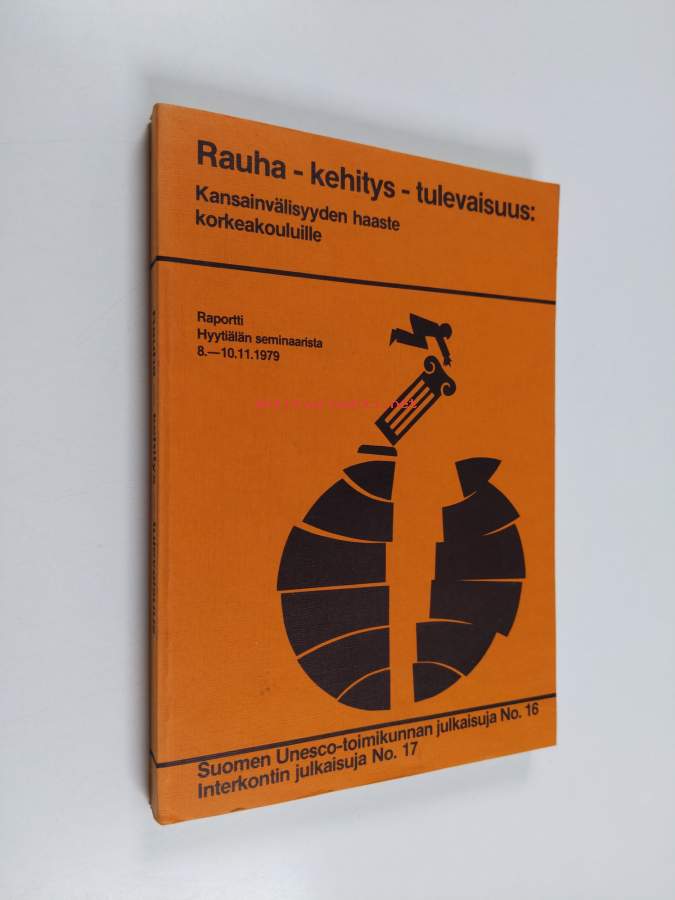 Rauha - kehitys - tulevaisuus:
Kansainvälisyyden haaste
korkeakouluille
Raportti
Hyytiälän seminaarista
8.—10.11.1979
Suomen Unesco-toimikunnan julkaisuja No. 16
Interkontin julkaisuja No. 17